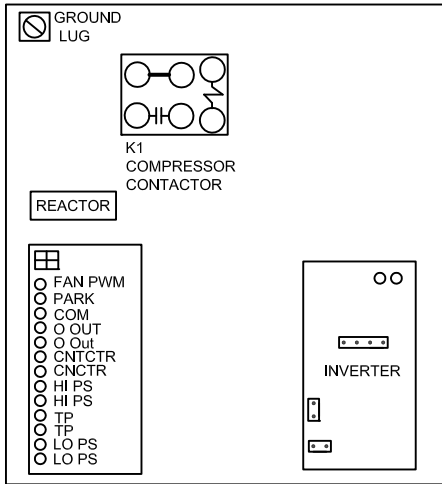 GROUND
LUG
K1
COMPRESSOR
CONTACTOR
REACTOR
FAN PWM
PARK
COM
O OUT
O Out
CNTCTR
CNCTR
HI PS
HI PS
TP
TP
LO PS
LO PS
INVERTER